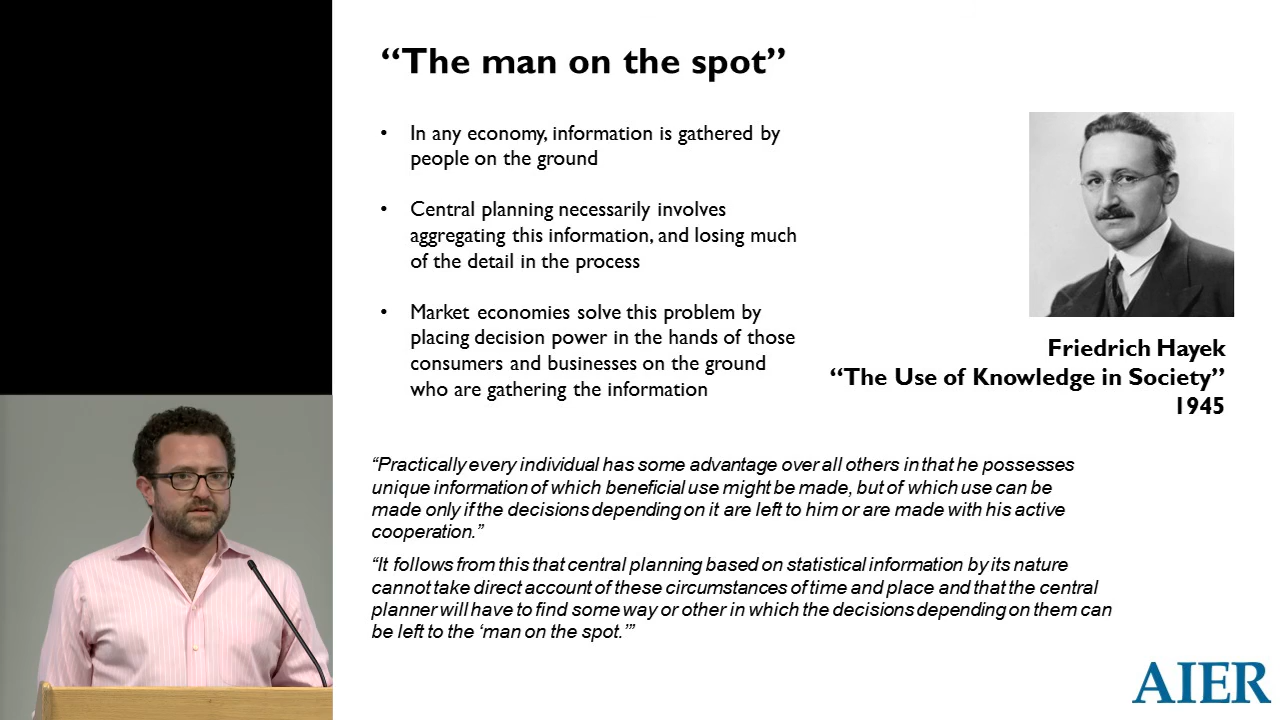 “The man on the spot”
• In any economy, information is gathered by
people on the ground
• Central planning necessarily involves
aggregating this information, and losing much
of the detail in the process
• Market economies solve this problem by
placing decision power in the hands of those
consumers and businesses on the ground
who are gathering the information
Friedrich Hayek
“The Use of Knowledge in Society”
1945
“Practically every individual has some advantage over all others in that he possesses
unique information of which beneficial use might be made, but of which use can be
made only if the decisions depending on it are left to him or are made with his active
cooperation.”
“It follows from this that central planning based on statistical information by its nature
cannot take direct account of these circumstances of time and place and that the central
planner will have to find some way or other in which the decisions depending on them can
be left to the ‘man on the spot.’”
AIER